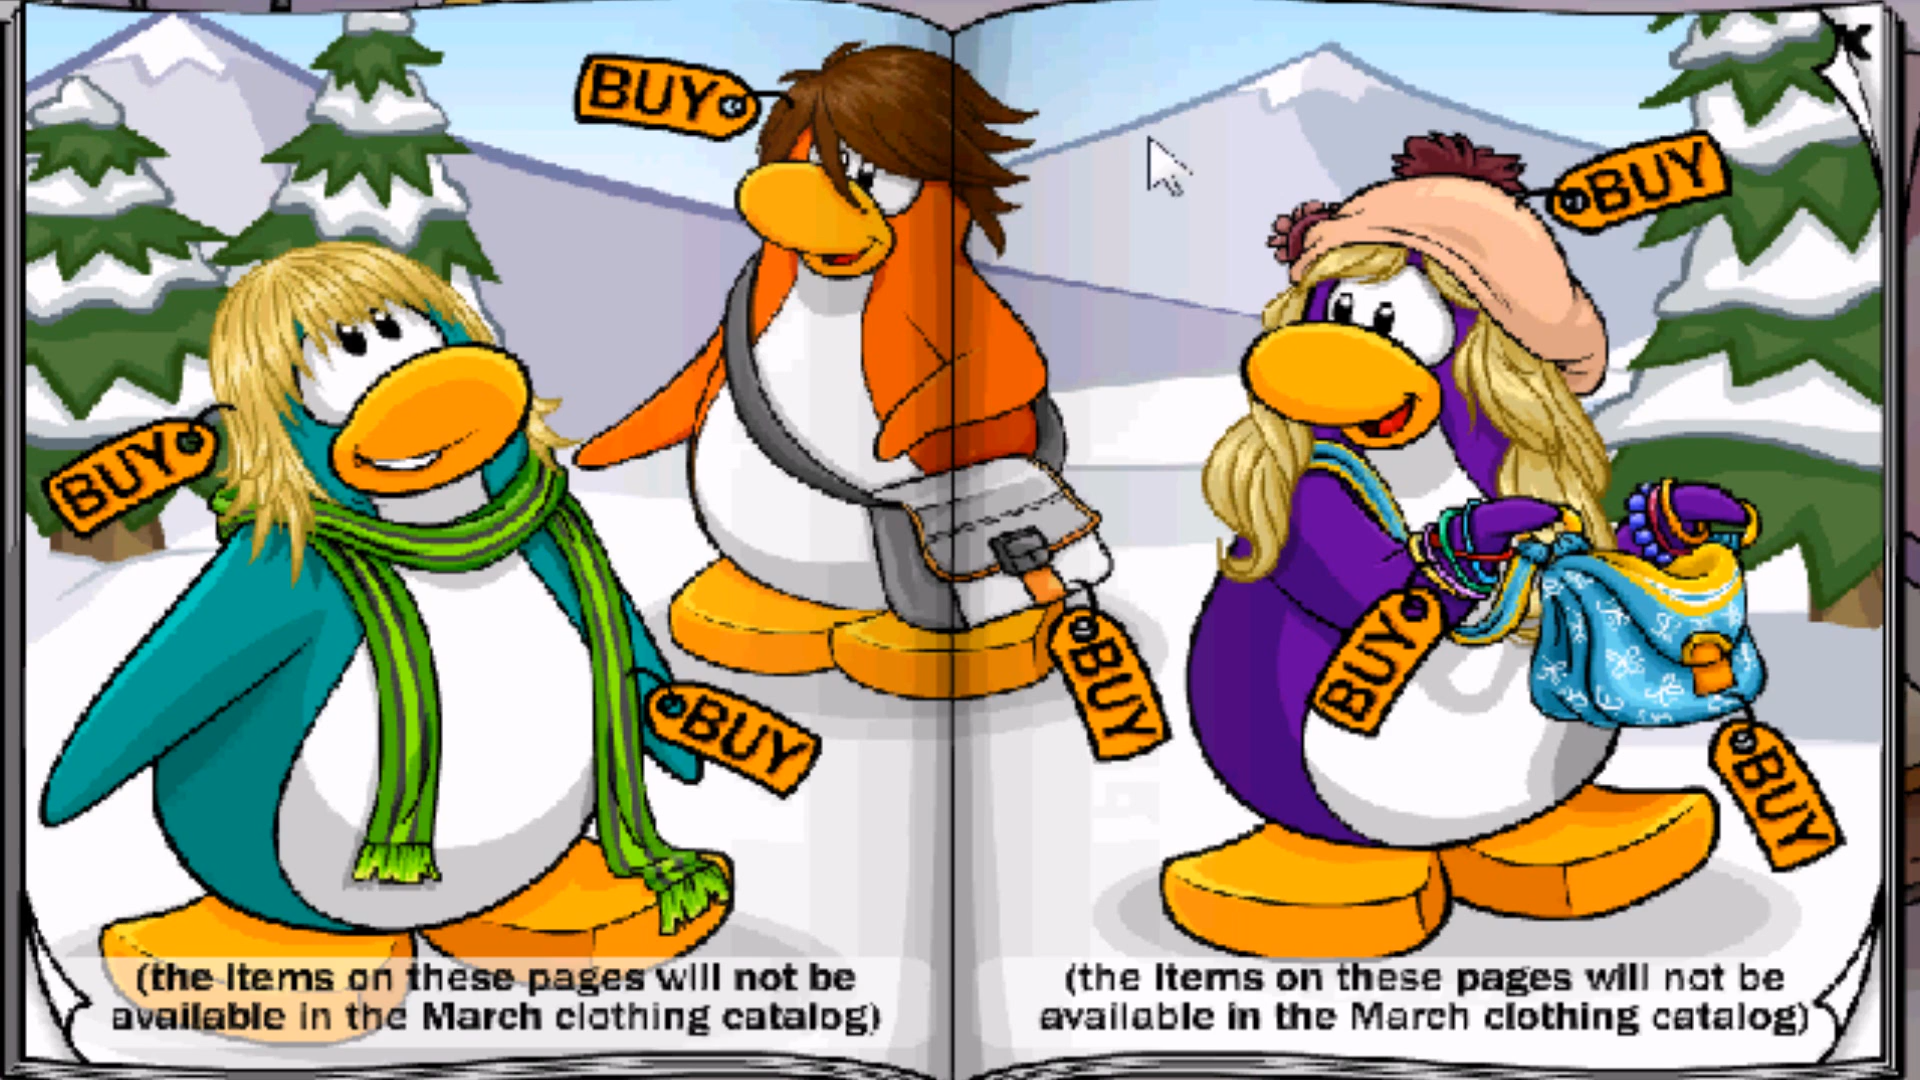 BUY
BUY
BUY
BUY
BUY
BUY
BUY
(the items on these pages will not be
available in the March clothing catalog)
(the items on these pages will not be
available in the March clothing catalog)